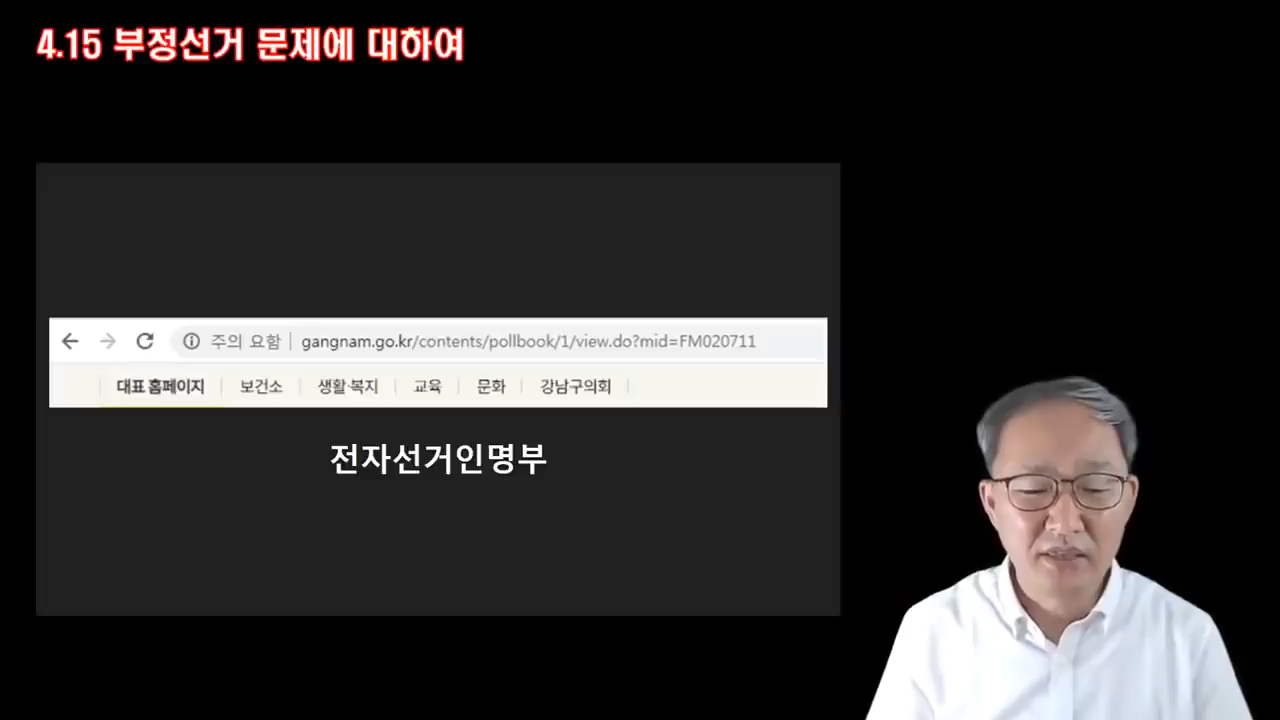 4.15 부정선거 문제에 대하여
주의 요함 | gangnam.go.kr/contents/pollbook/1/view.do?mid=FM020711
대표 홈페이지 보건소 생활·복지 교육 문화 강남구의회
전자선거인명부